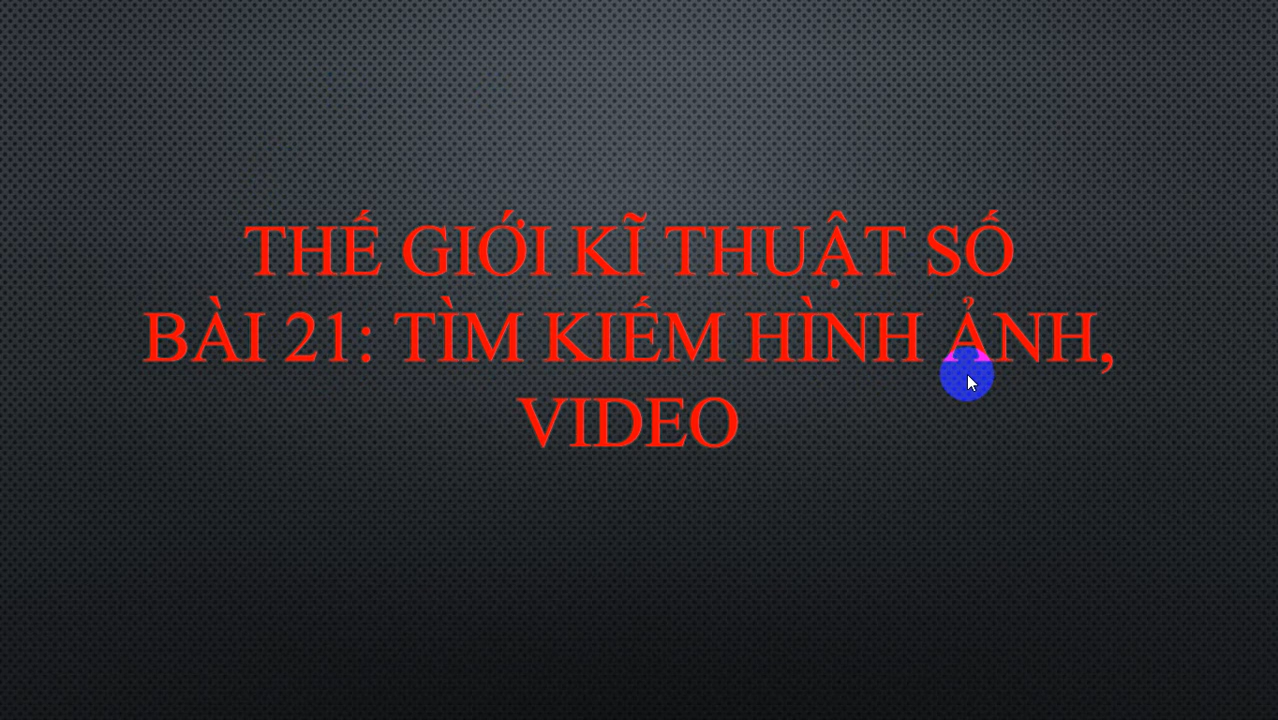 THẾ GIỚI KĨ THUẬT SỐ
BÀI 21: TÌM KIẾM HÌNH ẢNH,
VIDEO